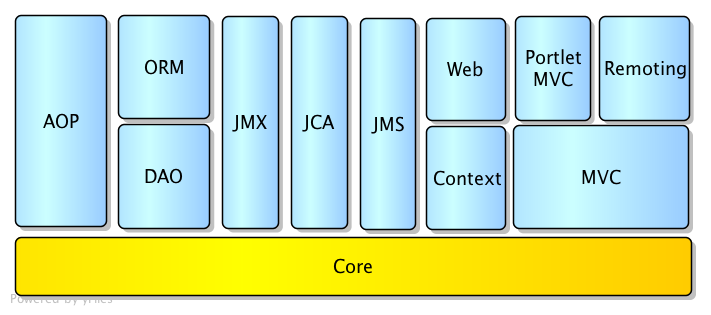 AOP
ORM
DAO
JMX
JCA
JMS
Web
Context
Portlet
MVC
Remoting
MVC
Core
Powered by yFiles